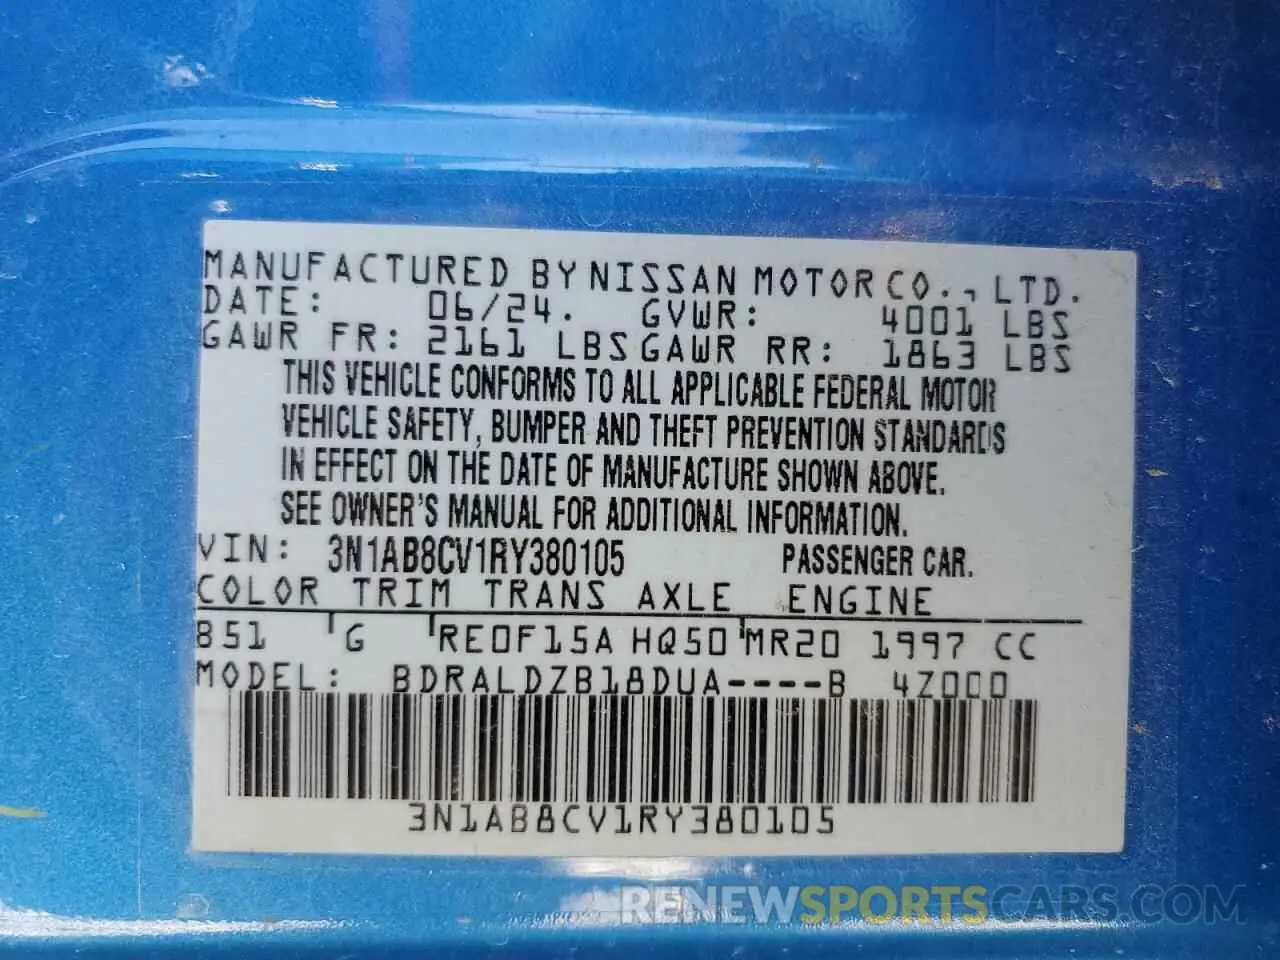 MANUFACTURED BY NISSAN MOTOR CO., LTD.
DATE: 06/24. GVWR: 4001 LBS
GAWR FR: 2161 LBS GAWR RR: 1863 LBS
THIS VEHICLE CONFORMS TO ALL APPLICABLE FEDERAL MOTOR
VEHICLE SAFETY, BUMPER AND THEFT PREVENTION STANDARDS
IN EFFECT ON THE DATE OF MANUFACTURE SHOWN ABOVE.
SEE OWNER'S MANUAL FOR ADDITIONAL INFORMATION.
VIN: 3N1AB8CV1RY380105 PASSENGER CAR.
COLOR TRIM TRANS AXLE ENGINE
851 G RE0F15A HQ50 MR20 1997 CC
MODEL: BDRALDZB18DUA----B 4Z000
3N1AB8CV1RY380105
RENEWSPORTSCARS.COM